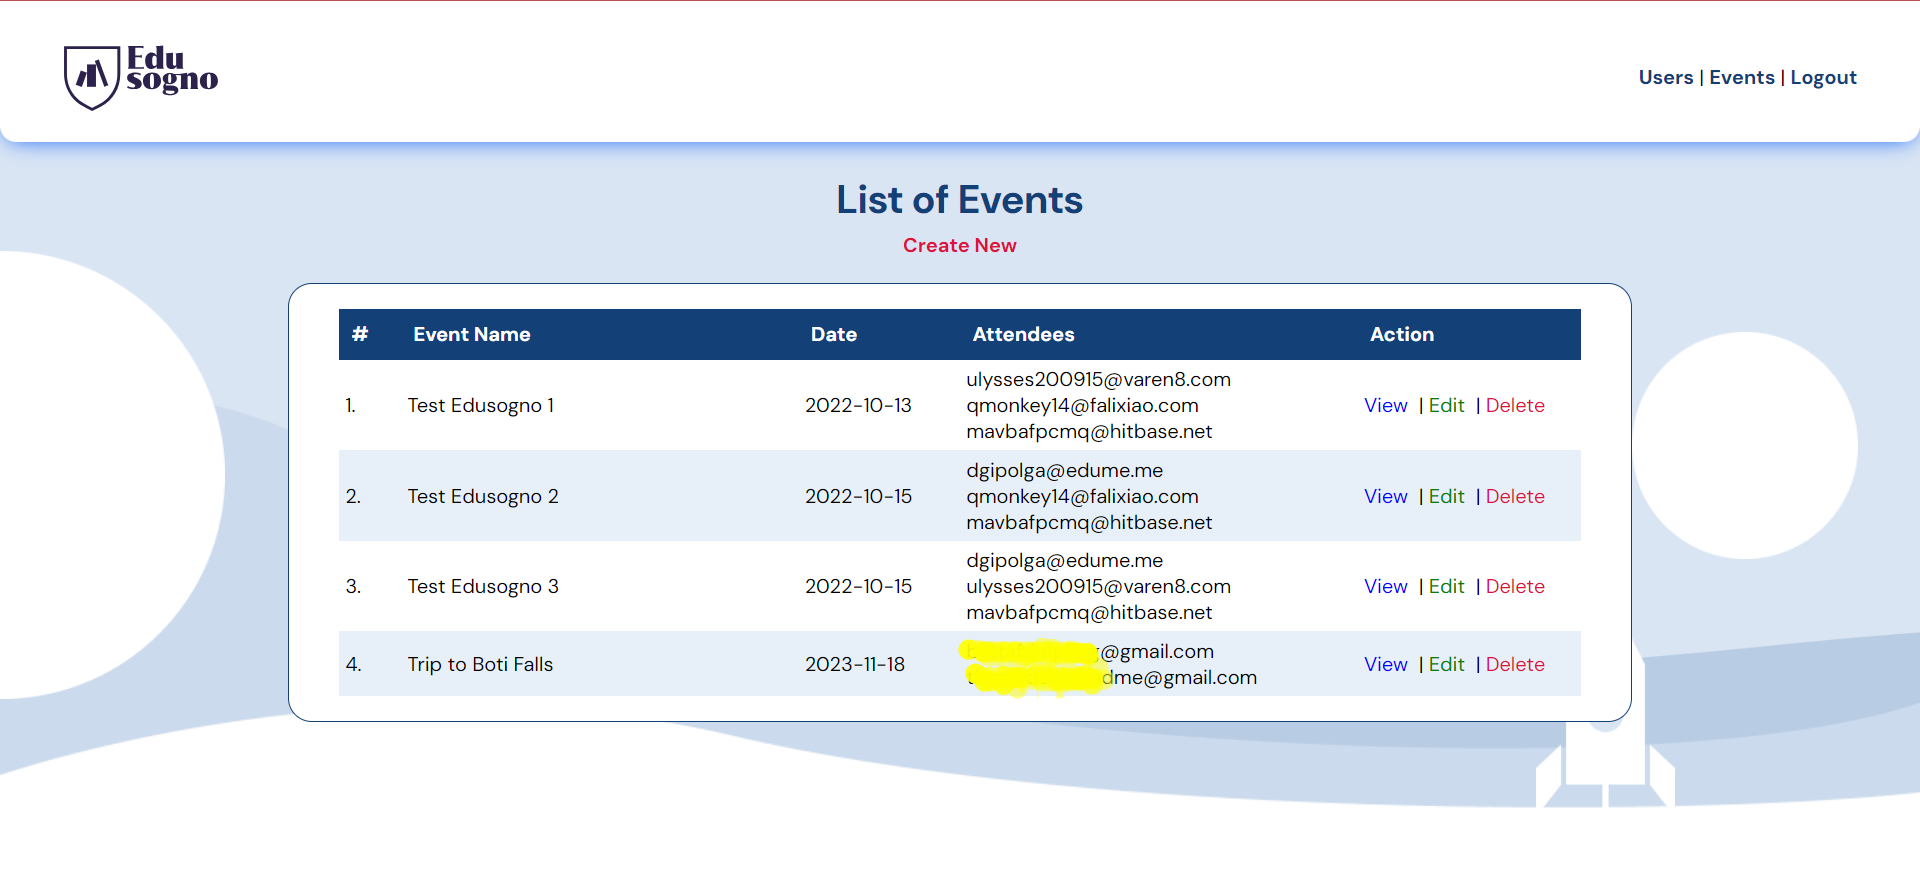 Edu
sogno
Users | Events | Logout
List of Events
Create New
# Event Name Date Attendees Action
1. Test Edusogno 1 2022-10-13 ulysses200915@varen8.com View | Edit | Delete
qmonkey14@falixiao.com
mavbafpcmq@hitbase.net
2. Test Edusogno 2 2022-10-15 dgipolga@edume.me View | Edit | Delete
qmonkey14@falixiao.com
mavbafpcmq@hitbase.net
3. Test Edusogno 3 2022-10-15 dgipolga@edume.me View | Edit | Delete
ulysses200915@varen8.com
mavbafpcmq@hitbase.net
4. Trip to Boti Falls 2023-11-18 @gmail.com View | Edit | Delete
dme@gmail.com